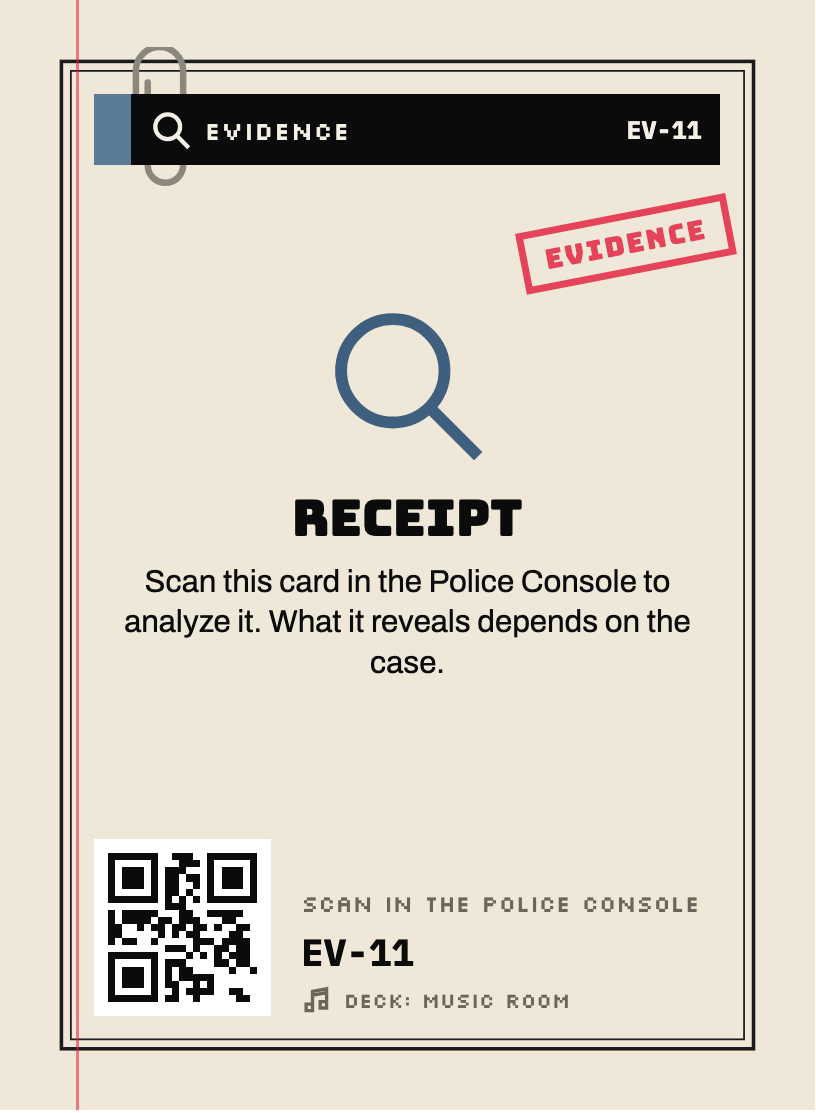 EVIDENCE
EV-11
EVIDENCE
RECEIPT
Scan this card in the Police Console to
analyze it. What it reveals depends on the
case.
SCAN IN THE POLICE CONSOLE
EV-11
DECK: MUSIC ROOM